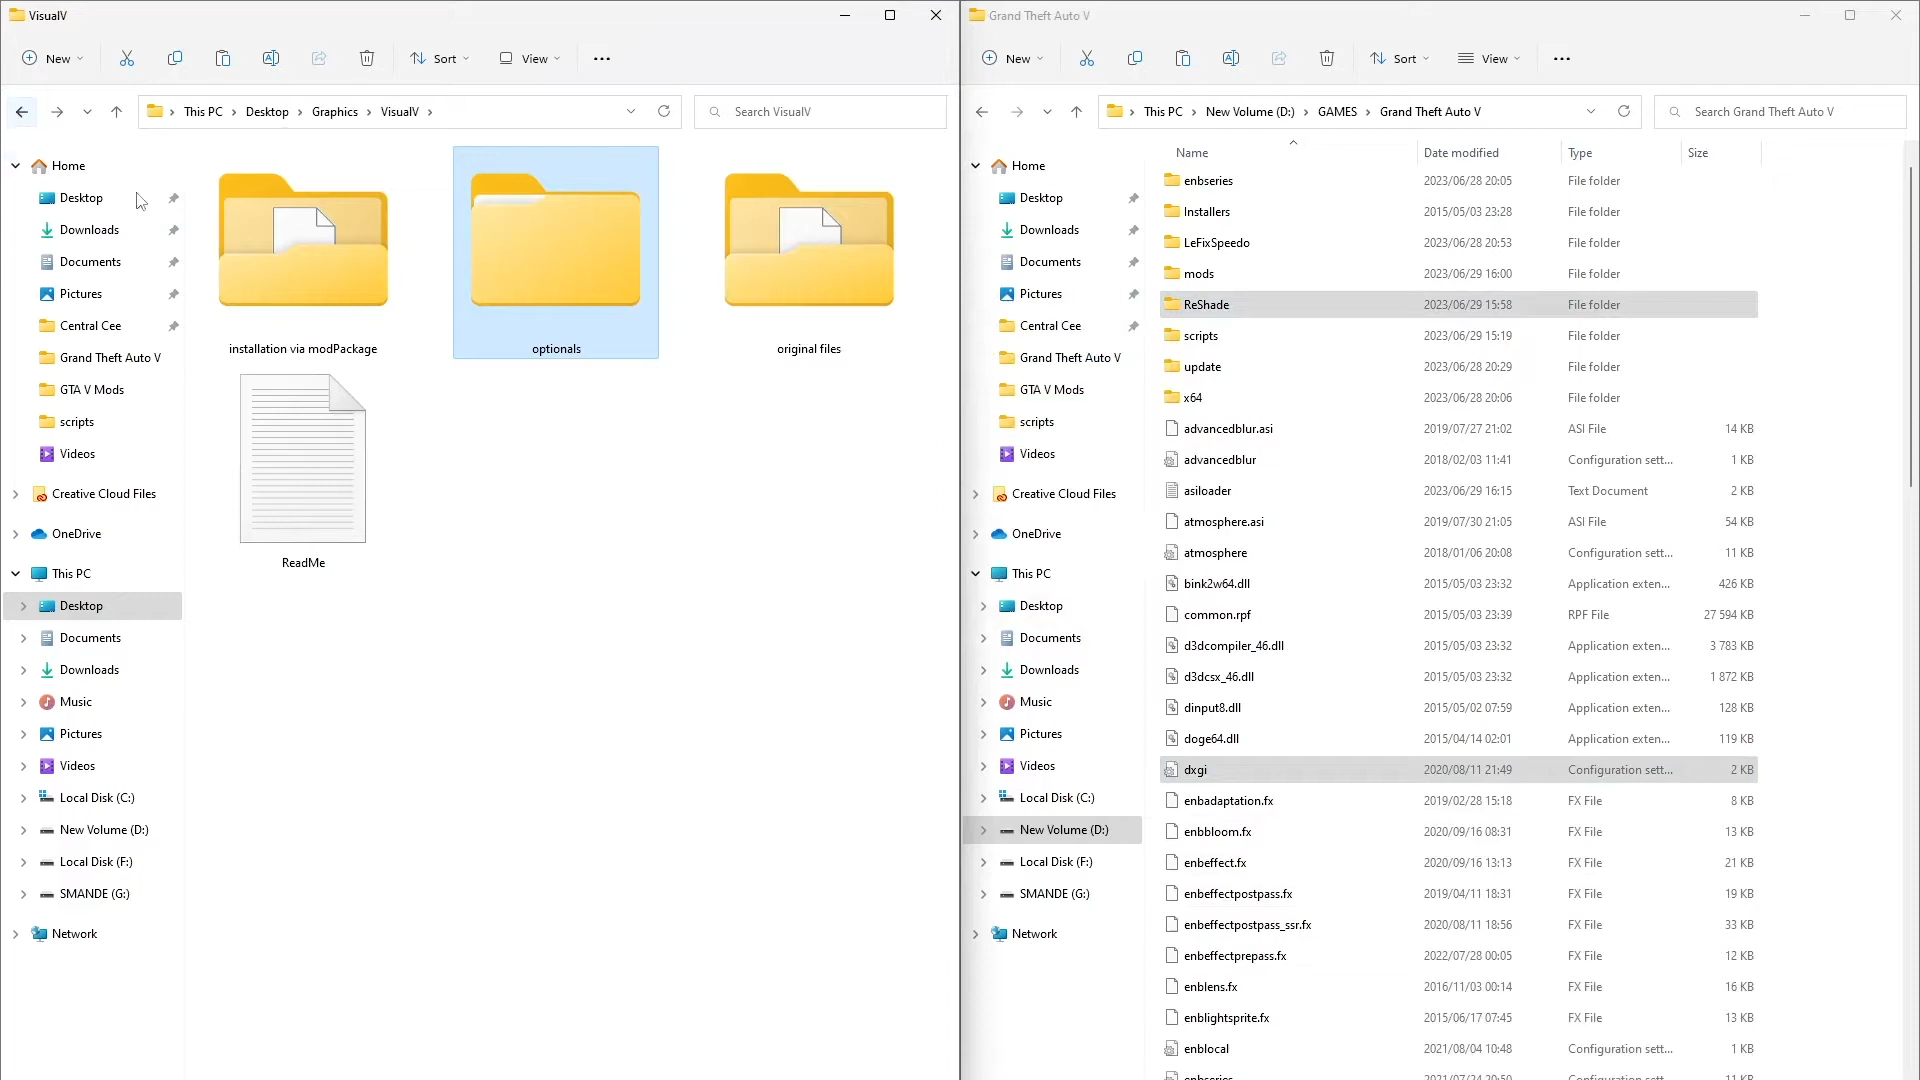 VisualV
New
Sort
View
This PC
Desktop
Graphics
VisualV
Search VisualV
Home
Desktop
Downloads
Documents
Pictures
Central Cee
Grand Theft Auto V
GTA V Mods
scripts
Videos
Creative Cloud Files
OneDrive
This PC
Desktop
Documents
Downloads
Music
Pictures
Videos
Local Disk (C:)
New Volume (D:)
Local Disk (F:)
SMANDE (G:)
Network
installation via modPackage
optionals
original files
ReadMe
Grand Theft Auto V
New
Sort
View
This PC
New Volume (D:)
GAMES
Grand Theft Auto V
Search Grand Theft Auto V
Home
Desktop
Downloads
Documents
Pictures
Central Cee
Grand Theft Auto V
GTA V Mods
scripts
Videos
Creative Cloud Files
OneDrive
This PC
Desktop
Documents
Downloads
Music
Pictures
Videos
Local Disk (C:)
New Volume (D:)
Local Disk (F:)
SMANDE (G:)
Network
Name Date modified Type Size
enbseries 2023/06/28 20:05 File folder
Installers 2015/05/03 23:28 File folder
LeFixSpeedo 2023/06/28 20:53 File folder
mods 2023/06/29 16:00 File folder
ReShade 2023/06/29 15:58 File folder
scripts 2023/06/29 15:19 File folder
update 2023/06/28 20:29 File folder
x64 2023/06/28 20:06 File folder
advancedblur.asi 2019/07/27 21:02 ASI File 14 KB
advancedblur 2018/02/03 11:41 Configuration sett... 1 KB
asiloader 2023/06/29 16:15 Text Document 2 KB
atmosphere.asi 2019/07/30 21:05 ASI File 54 KB
atmosphere 2018/01/06 20:08 Configuration sett... 11 KB
bink2w64.dll 2015/05/03 23:32 Application exten... 426 KB
common.rpf 2015/05/03 23:39 RPF File 27 594 KB
d3dcompiler_46.dll 2015/05/03 23:32 Application exten... 3 783 KB
d3dcsx_46.dll 2015/05/03 23:32 Application exten... 1 872 KB
dinput8.dll 2015/05/02 07:59 Application exten... 128 KB
doge64.dll 2015/04/14 02:01 Application exten... 119 KB
dxgi 2020/08/11 21:49 Configuration sett... 2 KB
enbadaptation.fx 2019/02/28 15:18 FX File 8 KB
enbbloom.fx 2020/09/16 08:31 FX File 13 KB
enbeffect.fx 2020/09/16 13:13 FX File 21 KB
enbeffectpostpass.fx 2019/04/11 18:31 FX File 19 KB
enbeffectpostpass_ssr.fx 2020/08/11 18:56 FX File 33 KB
enbeffectprepass.fx 2022/07/28 00:05 FX File 12 KB
enblens.fx 2016/11/03 00:14 FX File 16 KB
enblightsprite.fx 2015/06/17 07:45 FX File 13 KB
enblocal 2021/08/04 10:48 Configuration sett... 1 KB
enbseries 2021/07/24 20:50 Configuration sett... 11 KB